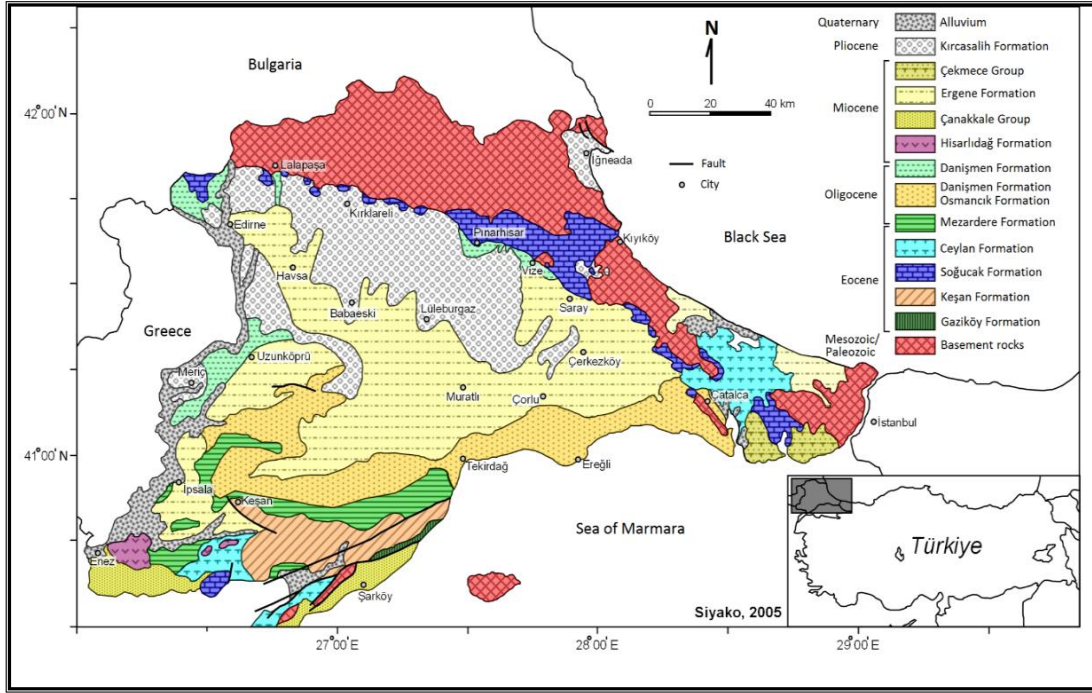 Quaternary
Alluvium
Pliocene
Kırcasalih Formation
Çekmece Group
Miocene
Ergene Formation
Çanakkale Group
Hisarlıdağ Formation
Danişmen Formation
Oligocene
Danişmen Formation
Osmancık Formation
Mezardere Formation
Ceylan Formation
Eocene
Soğucak Formation
Keşan Formation
Gaziköy Formation
Mesozoic/
Paleozoic
Basement rocks
N
0 20 40 km
Fault
City
Bulgaria
42°00'N
İğneada
Lalapaşa
Kırklareli
Edirne
Pınarhisar
Kıyıköy
Black Sea
Havsa
Vize
Babaeski
Lüleburgaz
Saray
Greece
Uzunköprü
Çerkezköy
Meriç
Muratlı
Çorlu
Çatalca
İstanbul
41°00'N
Tekirdağ
Ereğli
İpsala
Keşan
Sea of Marmara
Türkiye
Enez
Şarköy
Siyako, 2005
27°00'E
28°00'E
29°00'E